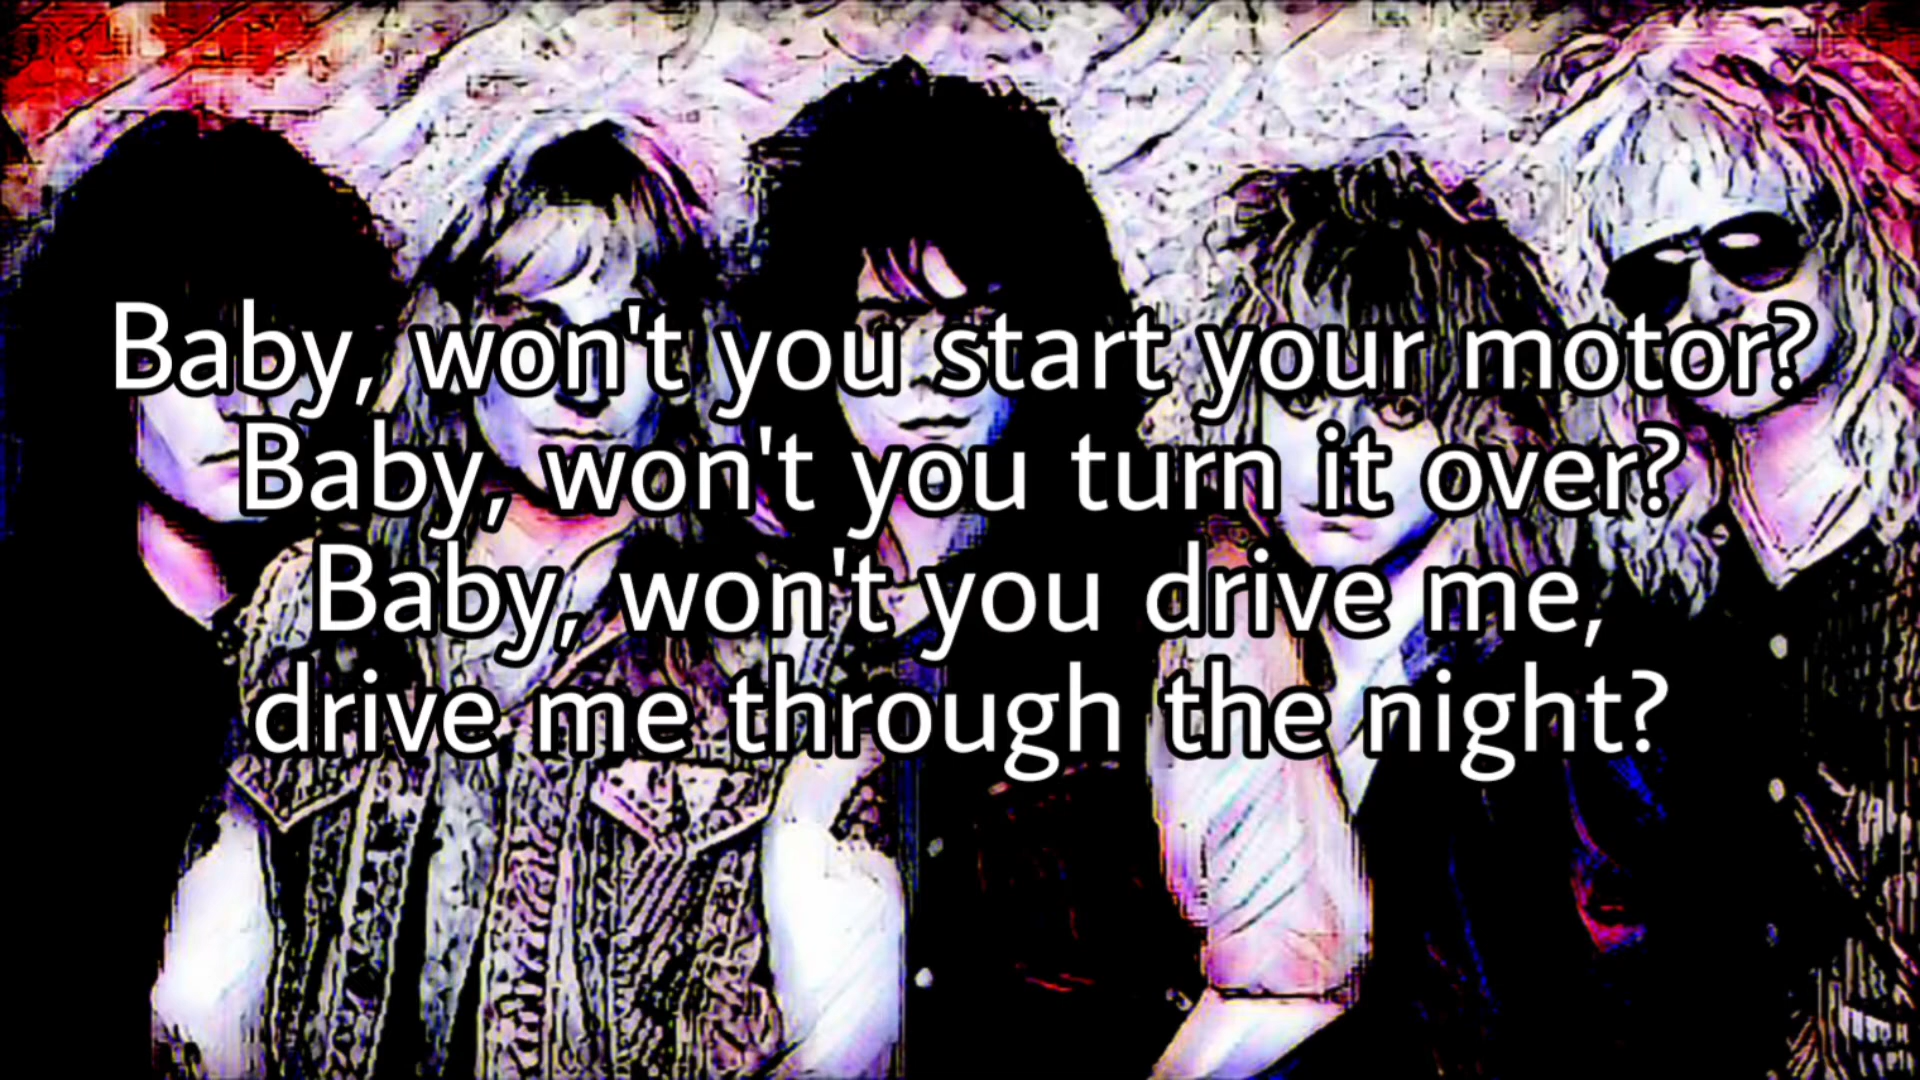 Baby, won't you start your motor?
Baby, won't you turn it over?
Baby, won't you drive me,
drive me through the night?